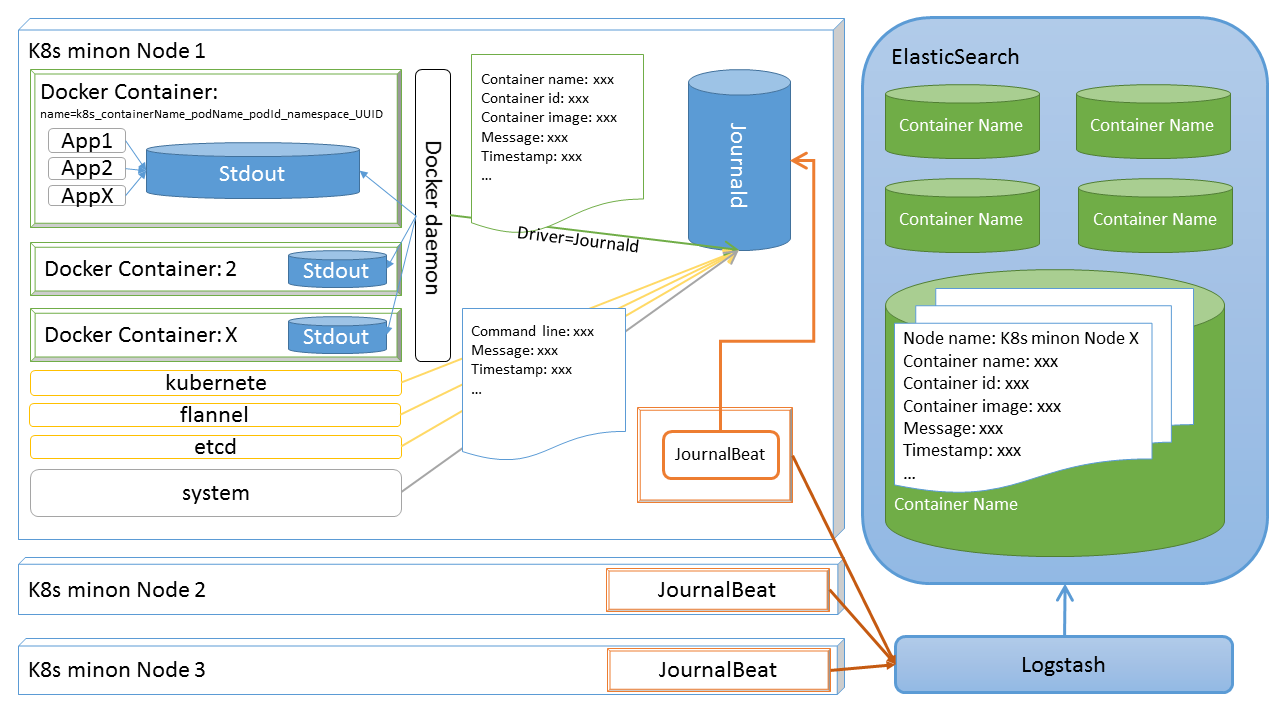 K8s minon Node 1
Docker Container:
name=k8s_containerName_podName_podId_namespace_UUID
App1
App2
AppX
Stdout
Docker Container: 2
Stdout
Docker Container: X
Stdout
kubernete
flannel
etcd
system
Docker daemon
Container name: xxx
Container id: xxx
Container image: xxx
Message: xxx
Timestamp: xxx
...
Driver=Journald
Journald
Command line: xxx
Message: xxx
Timestamp: xxx
...
JournalBeat
K8s minon Node 2
JournalBeat
K8s minon Node 3
JournalBeat
ElasticSearch
Container Name
Container Name
Container Name
Container Name
Node name: K8s minon Node X
Container name: xxx
Container id: xxx
Container image: xxx
Message: xxx
Timestamp: xxx
...
Container Name
Logstash